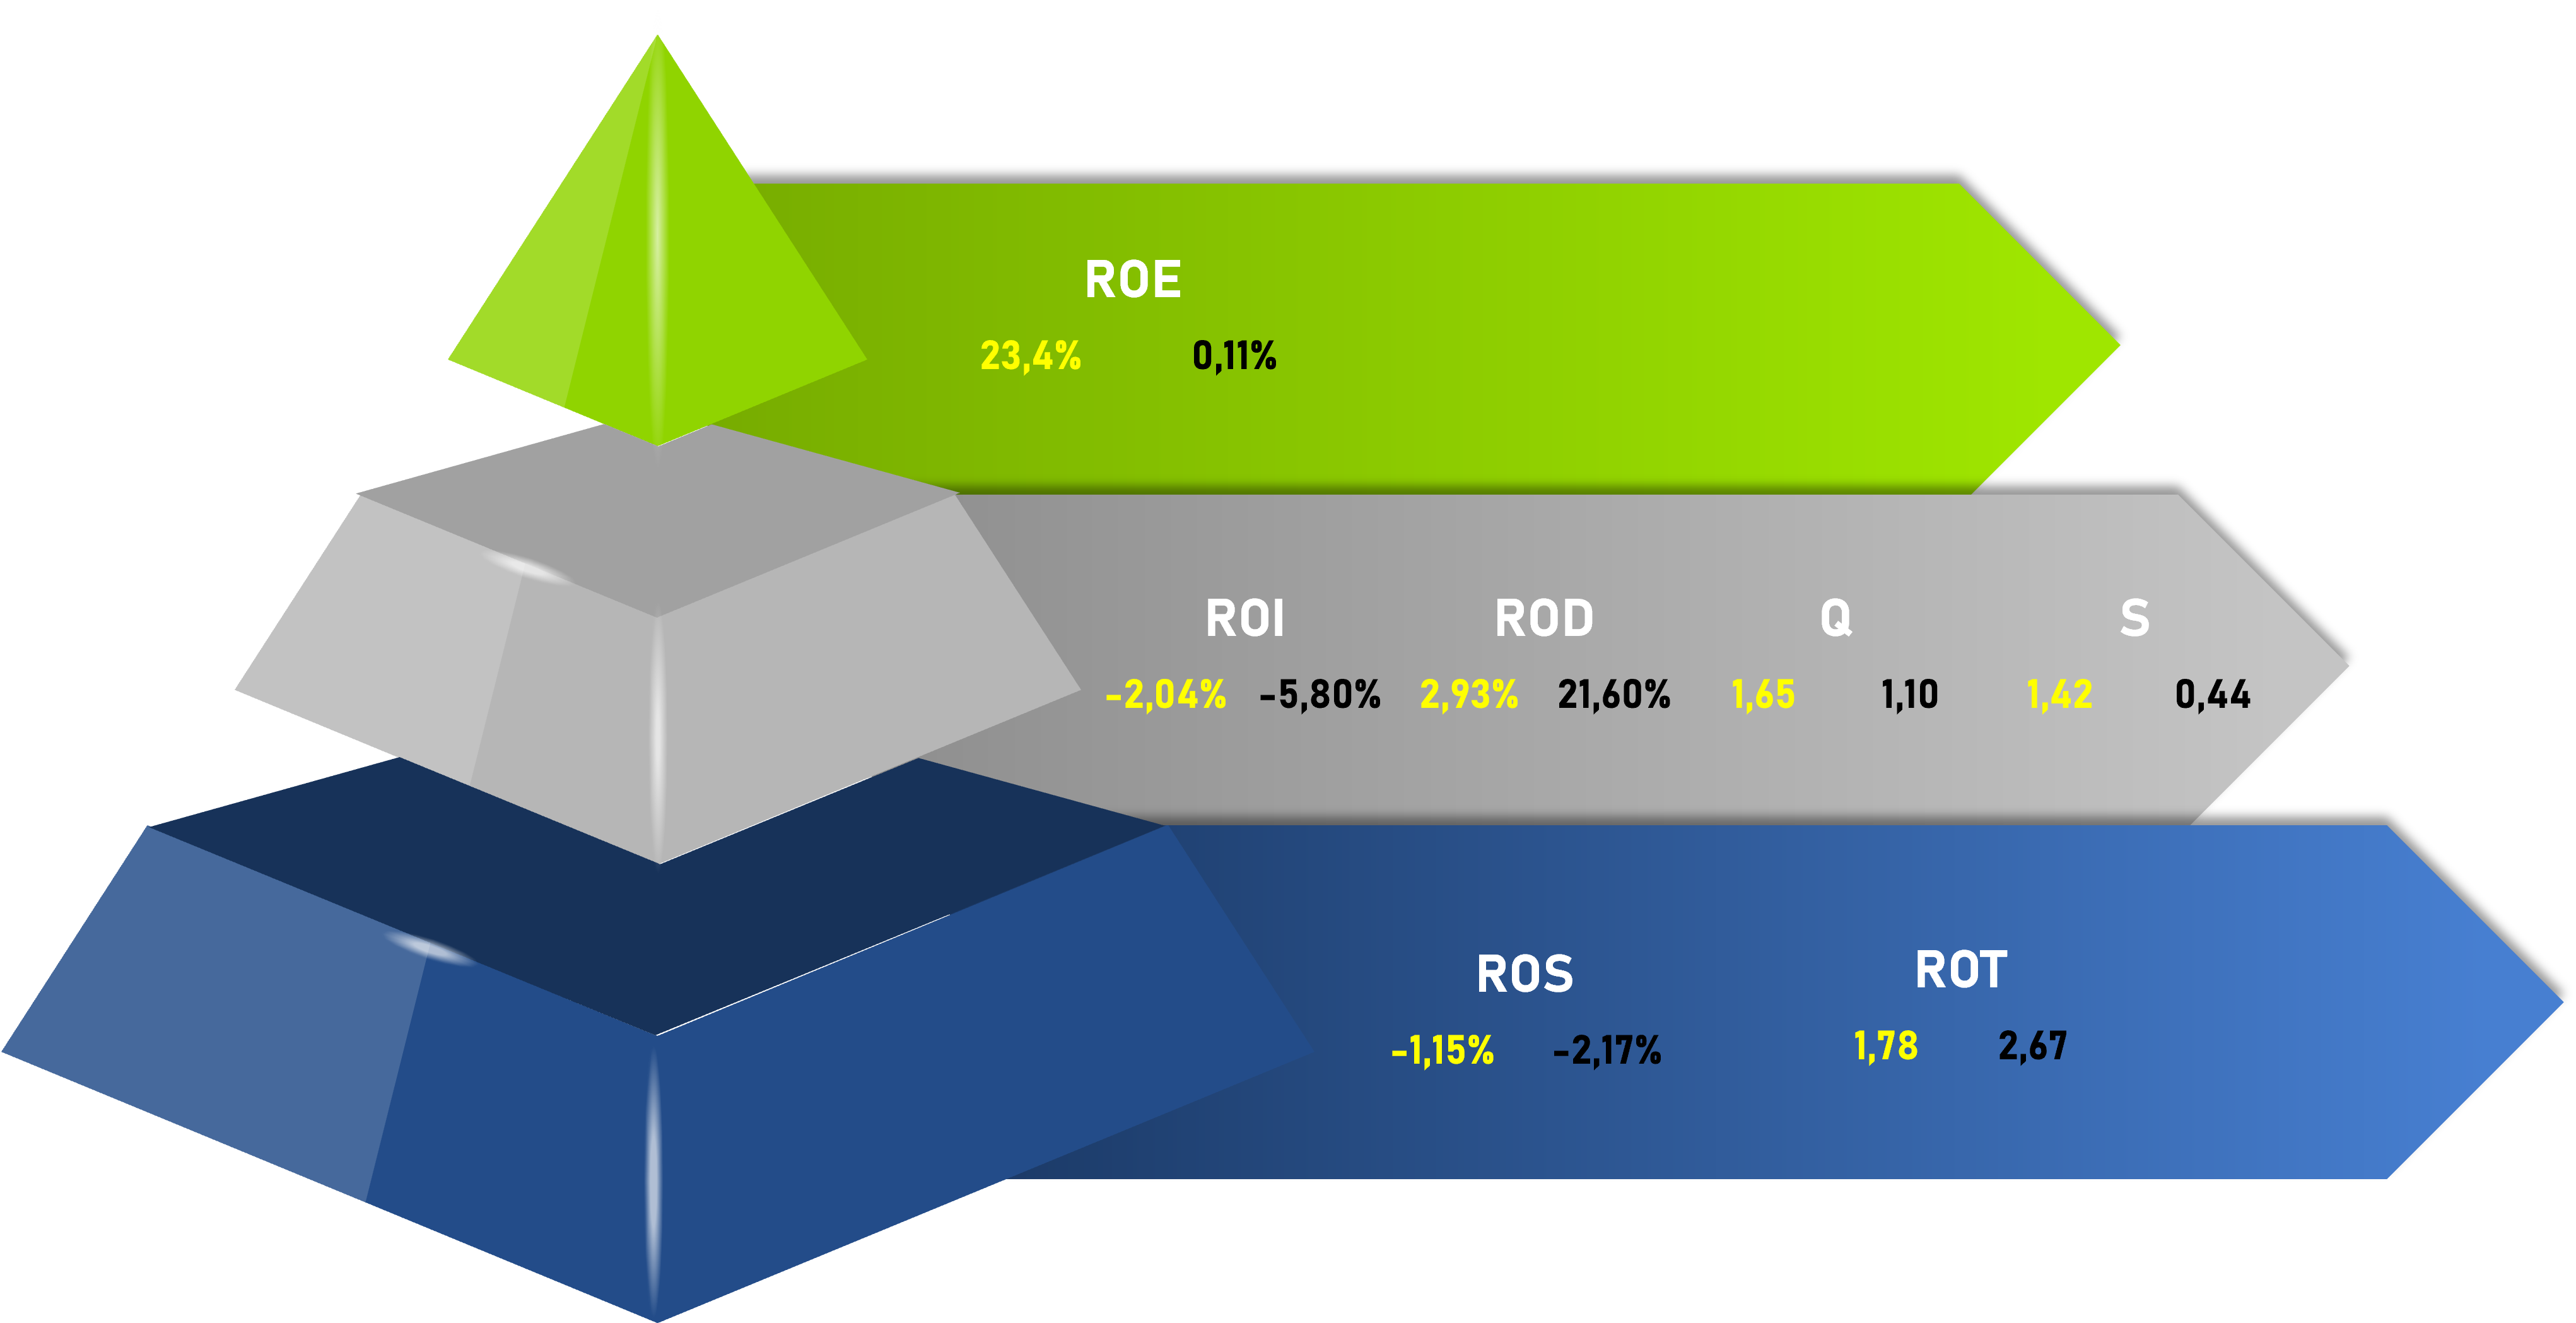 ROE
23,4% 0,11%
ROI ROD Q S
-2,04% -5,80% 2,93% 21,60% 1,65 1,10 1,42 0,44
ROS ROT
-1,15% -2,17% 1,78 2,67